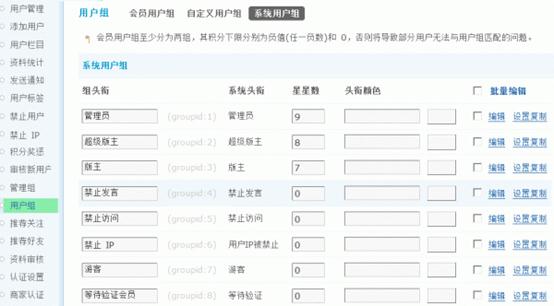 用户管理
添加用户
用户栏目
资料统计
发送通知
用户标签
禁止用户
禁止 IP
积分奖惩
审核新用户
管理组
用户组
推荐关注
推荐好友
资料审核
认证设置
商家认证
用户组 会员用户组 自定义用户组 系统用户组
会员用户组至少分为两组，其积分下限分别为负值(任一负数)和 0，否则将导致部分用户无法与用户组匹配的问题。
系统用户组
组头衔 系统头衔 星星数 头衔颜色 批量编辑
管理员 (groupid:1) 管理员 9 编辑 设置复制
超级版主 (groupid:2) 超级版主 8 编辑 设置复制
版主 (groupid:3) 版主 7 编辑 设置复制
禁止发言 (groupid:4) 禁止发言 0 编辑 设置复制
禁止访问 (groupid:5) 禁止访问 0 编辑 设置复制
禁止 IP (groupid:6) 用户IP被禁止 0 编辑 设置复制
游客 (groupid:7) 游客 0 编辑 设置复制
等待验证会员 (groupid:8) 等待验证 0 编辑 设置复制